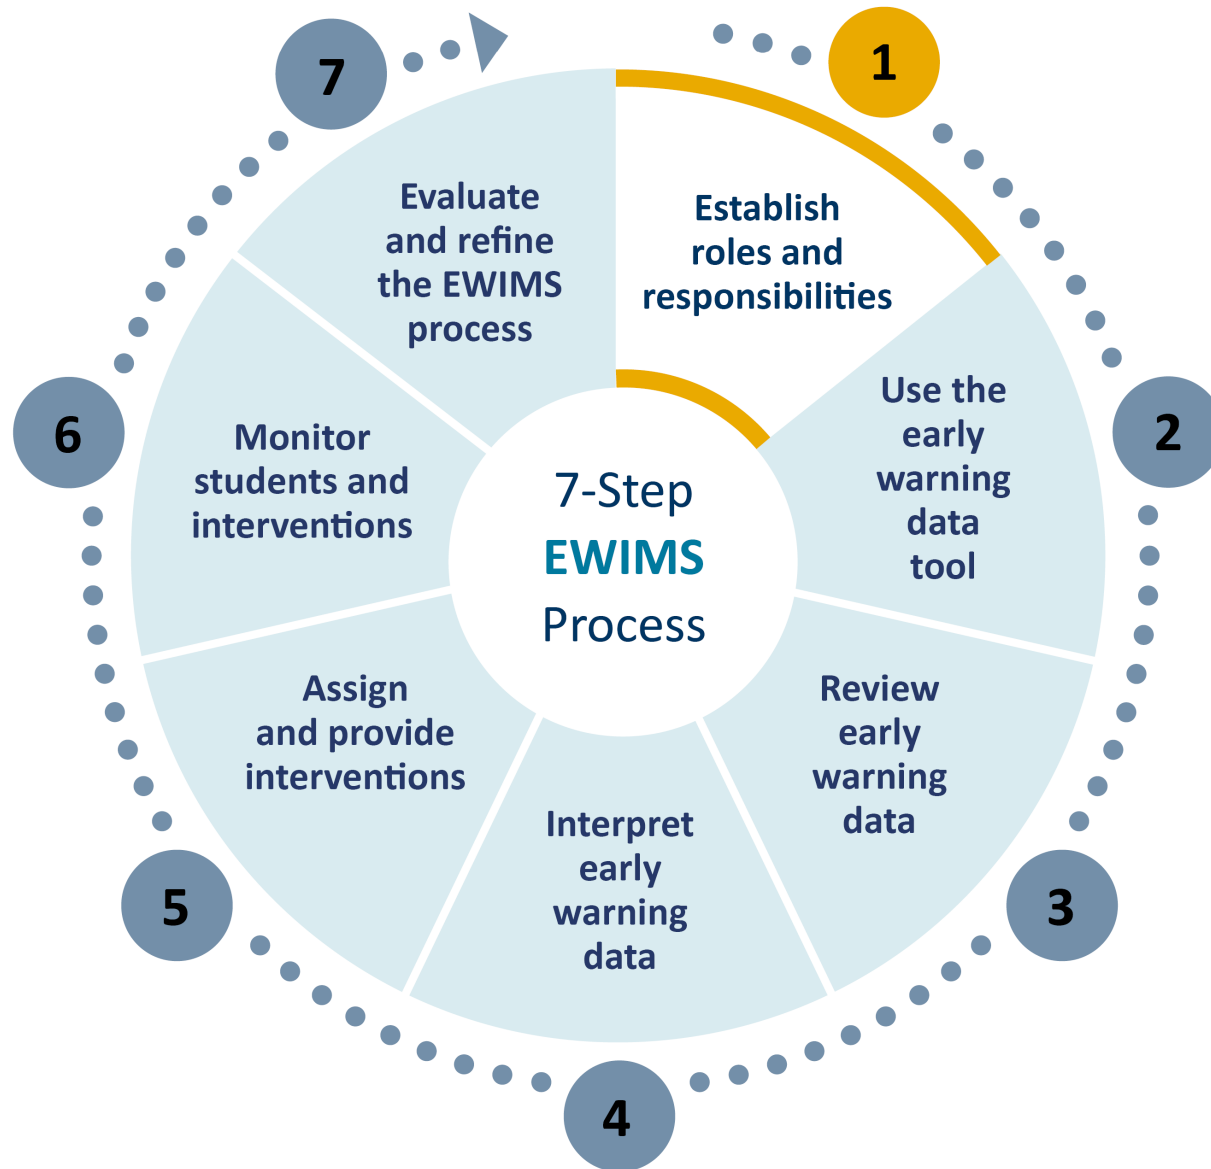 7-Step
EWIMS
Process
1
Establish
roles and
responsibilities
2
Use the
early
warning
data
tool
3
Review
early
warning
data
4
Interpret
early
warning
data
5
Assign
and provide
interventions
6
Monitor
students and
interventions
7
Evaluate
and refine
the EWIMS
process